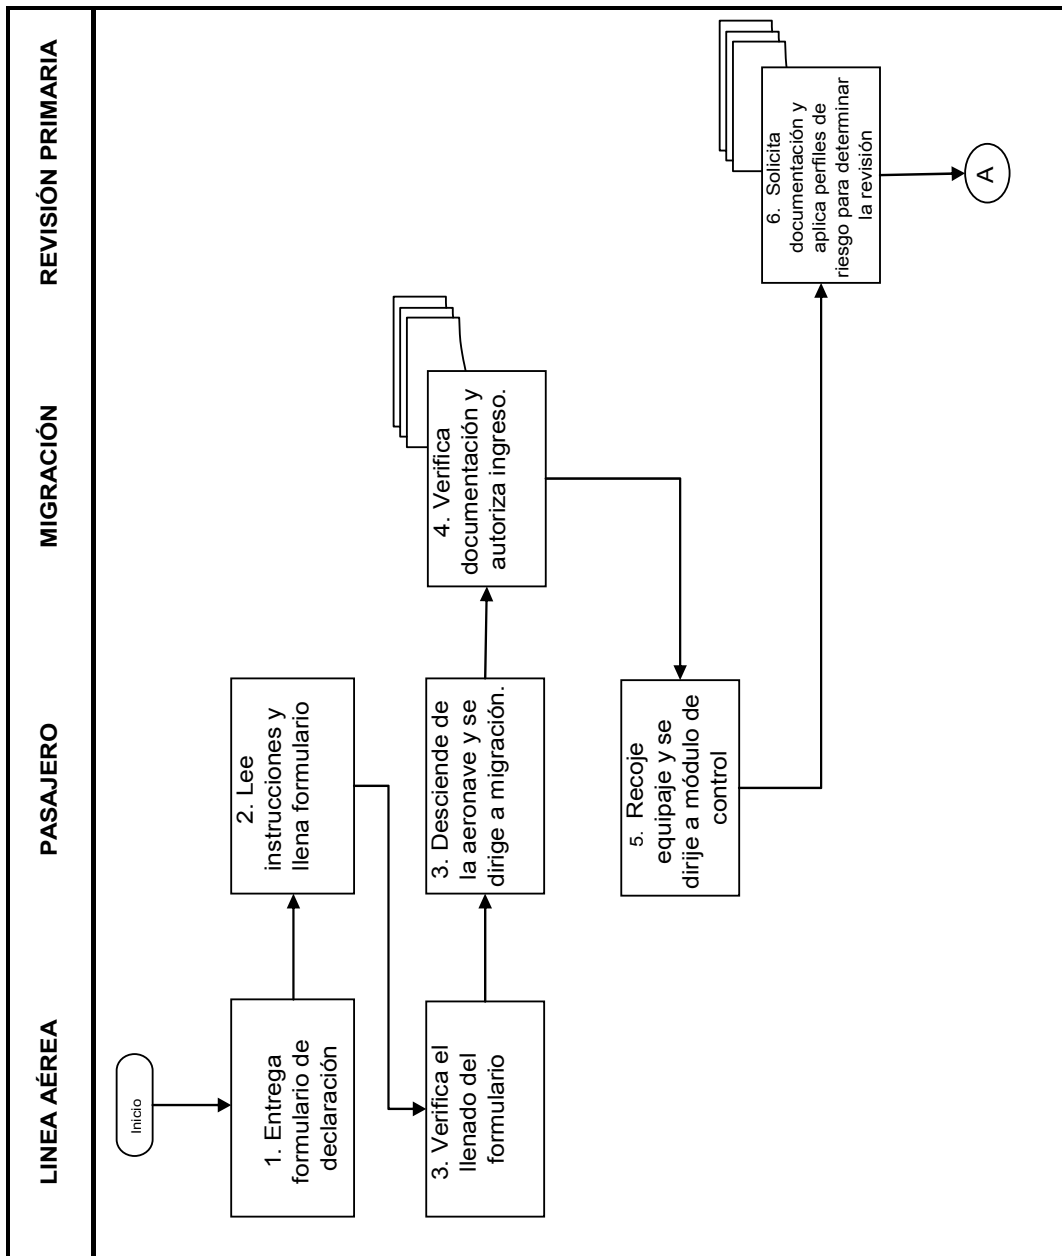 LINEA AÉREA
PASAJERO
MIGRACIÓN
REVISIÓN PRIMARIA
Inicio
1. Entrega
formulario de
declaración
2. Lee
instrucciones y
llena formulario
3. Verifica el
llenado del
formulario
3. Desciende de
la aeronave y se
dirige a migración.
4. Verifica
documentación y
autoriza ingreso.
5. Recoje
equipaje y se
dirije a módulo de
control
6. Solicita
documentación y
aplica perfiles de
riesgo para determinar
la revisión
A